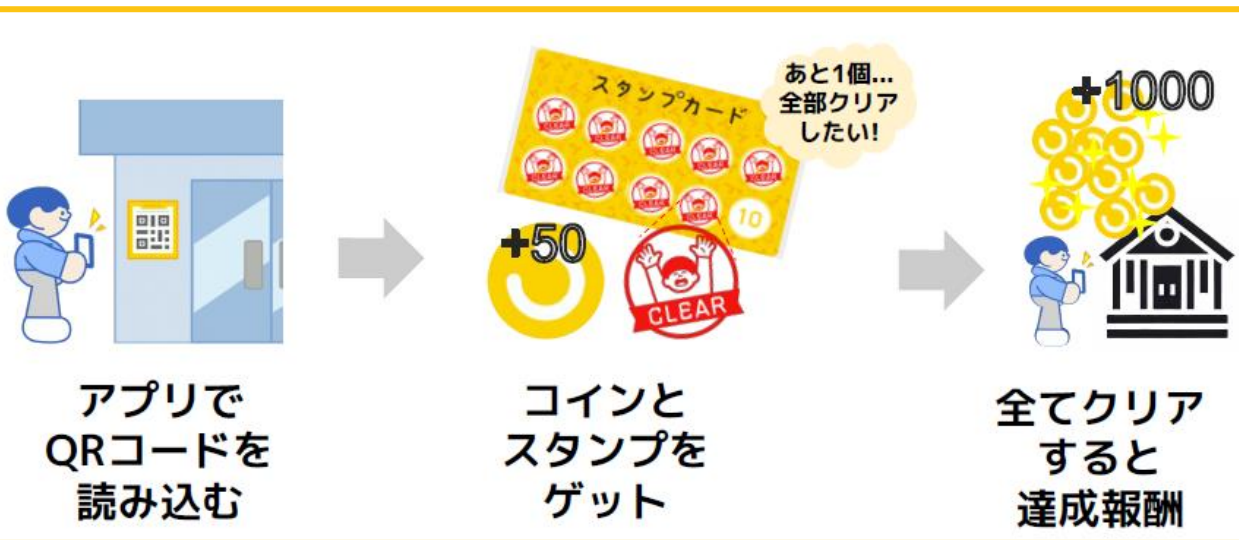 スタンプカード
CLEAR
CLEAR
CLEAR
CLEAR
CLEAR
CLEAR
CLEAR
CLEAR
CLEAR
10
あと1個...
全部クリア
したい!
+50
CLEAR
+1000
アプリで
QRコードを
読み込む
コインと
スタンプを
ゲット
全てクリア
すると
達成報酬